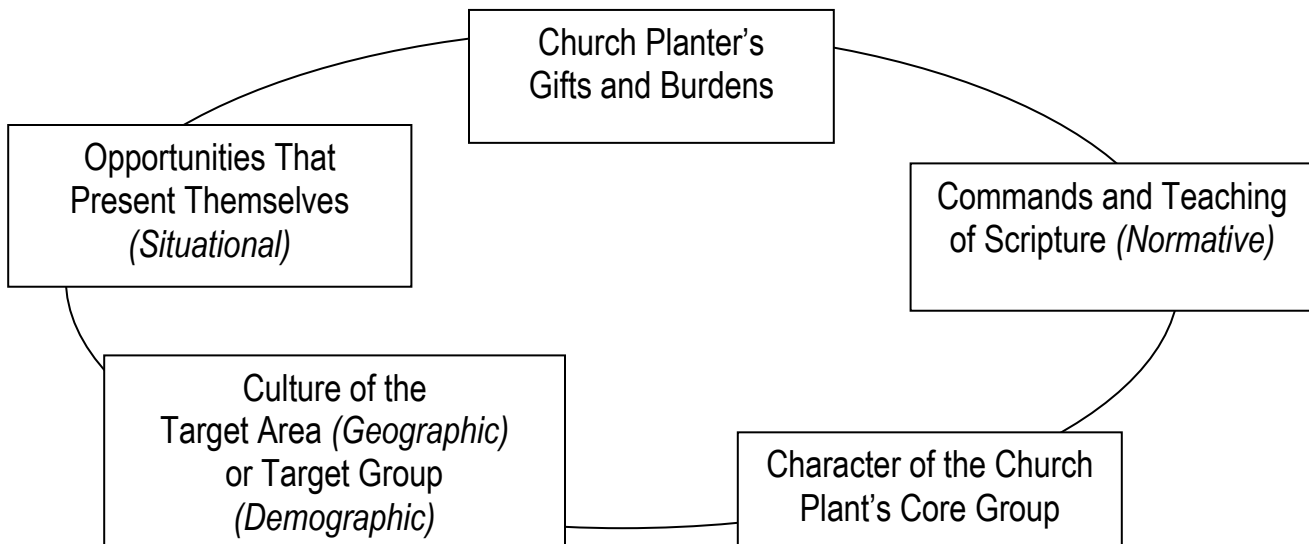 Church Planter’s
Gifts and Burdens
Opportunities That
Present Themselves
(Situational)
Commands and Teaching
of Scripture (Normative)
Culture of the
Target Area (Geographic)
or Target Group
(Demographic)
Character of the Church
Plant’s Core Group